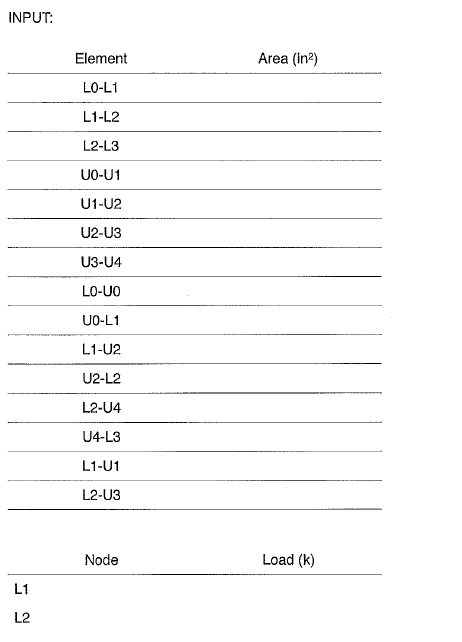 INPUT:
Element Area (in²)
L0-L1
L1-L2
L2-L3
U0-U1
U1-U2
U2-U3
U3-U4
L0-U0
U0-L1
L1-U2
U2-L2
L2-U4
U4-L3
L1-U1
L2-U3
Node Load (k)
L1
L2